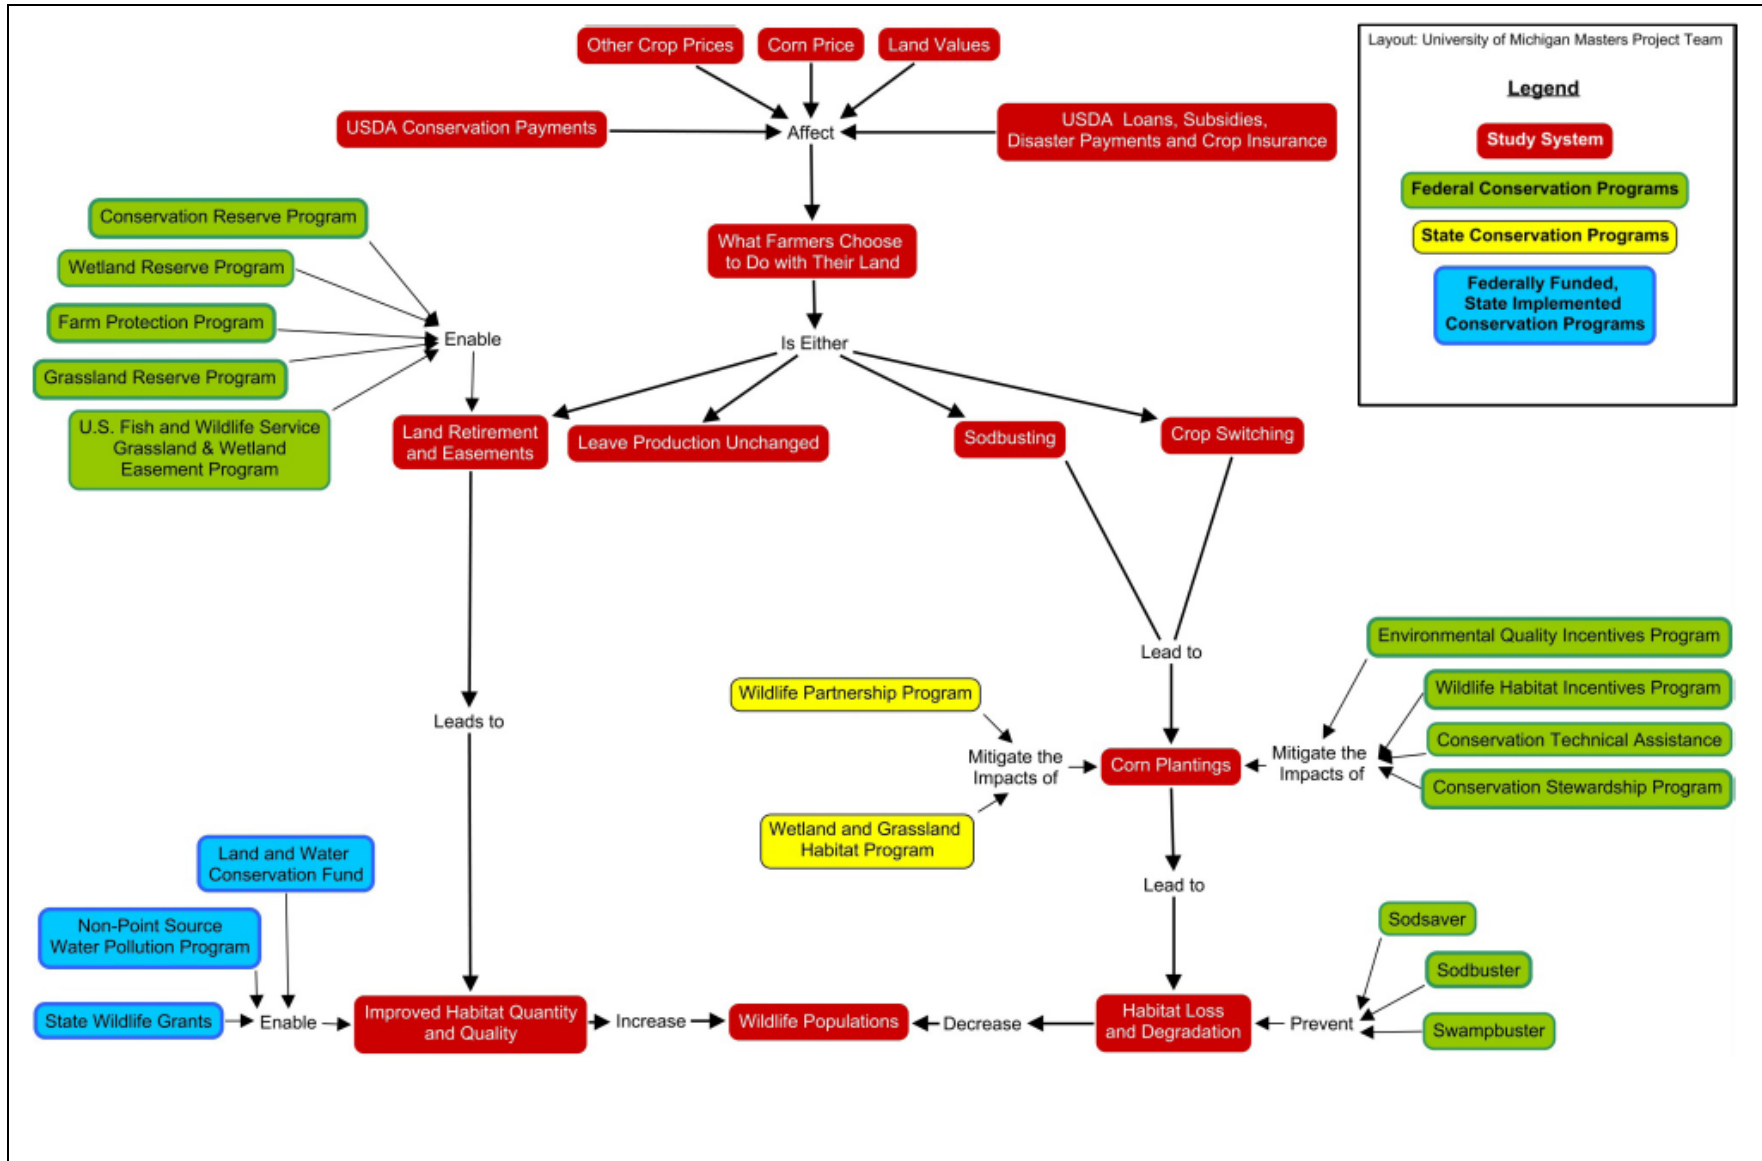 Other Crop Prices
Corn Price
Land Values
Layout: University of Michigan Masters Project Team
Legend
Study System
Federal Conservation Programs
State Conservation Programs
Federally Funded,
State Implemented
Conservation Programs
USDA Conservation Payments
Affect
USDA Loans, Subsidies,
Disaster Payments and Crop Insurance
Conservation Reserve Program
Wetland Reserve Program
Farm Protection Program
Grassland Reserve Program
U.S. Fish and Wildlife Service
Grassland & Wetland
Easement Program
Enable
What Farmers Choose
to Do with Their Land
Is Either
Land Retirement
and Easements
Leave Production Unchanged
Sodbusting
Crop Switching
Lead to
Environmental Quality Incentives Program
Wildlife Habitat Incentives Program
Conservation Technical Assistance
Conservation Stewardship Program
Leads to
Wildlife Partnership Program
Mitigate the
Impacts of
Wetland and Grassland
Habitat Program
Corn Plantings
Mitigate the
Impacts of
Lead to
Land and Water
Conservation Fund
Non-Point Source
Water Pollution Program
State Wildlife Grants
Enable
Improved Habitat Quantity
and Quality
Increase
Wildlife Populations
Decrease
Habitat Loss
and Degradation
Prevent
Sodsaver
Sodbuster
Swampbuster